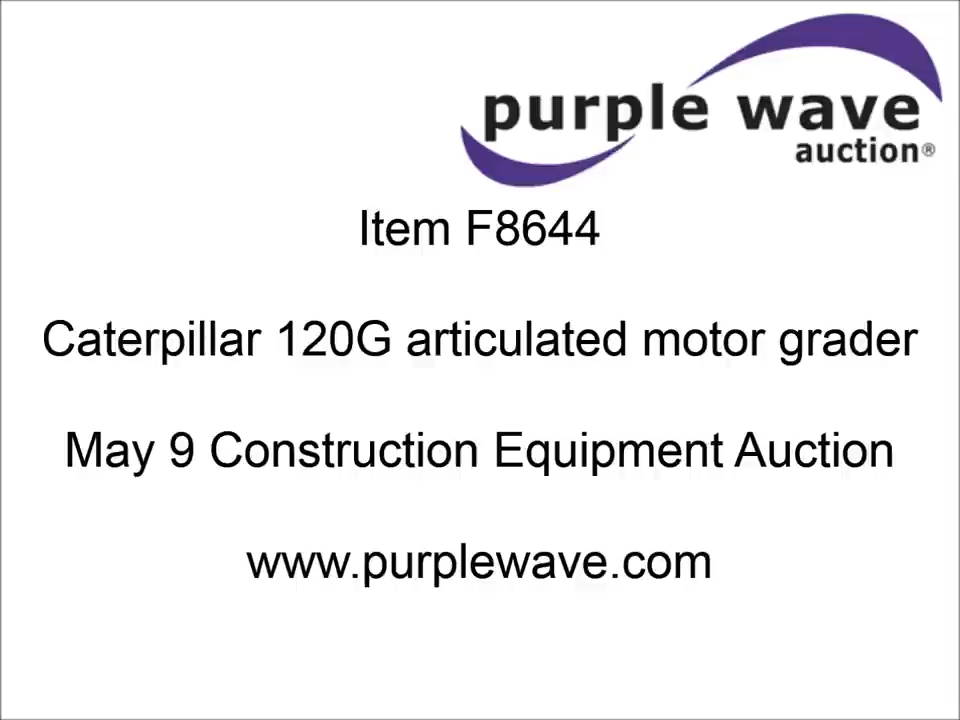 purple wave
auction®
Item F8644
Caterpillar 120G articulated motor grader
May 9 Construction Equipment Auction
www.purplewave.com